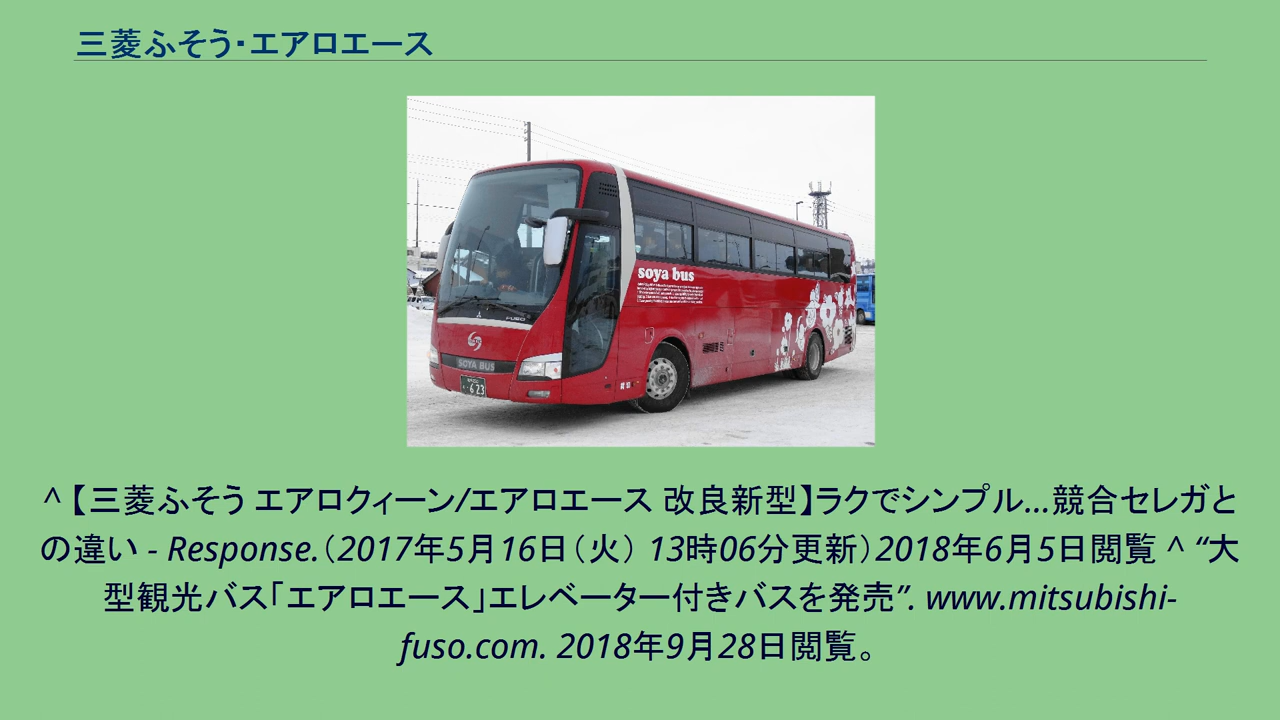 三菱ふそう・エアロエース
soya bus
FUSO
SOYA BUS
623
^ 【三菱ふそう エアロクィーン/エアロエース 改良新型】ラクでシンプル…競合セレガと
の違い - Response.（2017年5月16日（火） 13時06分更新）2018年6月5日閲覧 ^ “大
型観光バス「エアロエース」エレベーター付きバスを発売”. www.mitsubishi-
fuso.com. 2018年9月28日閲覧。